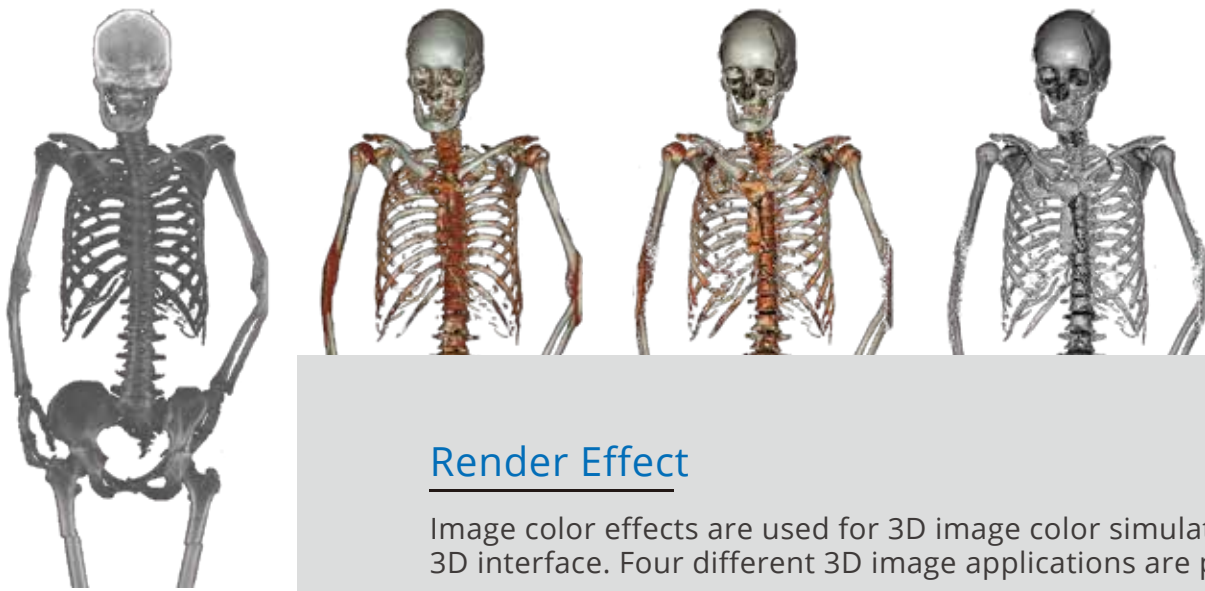 Render Effect
Image color effects are used for 3D image color
3D interface. Four different 3D image applications are